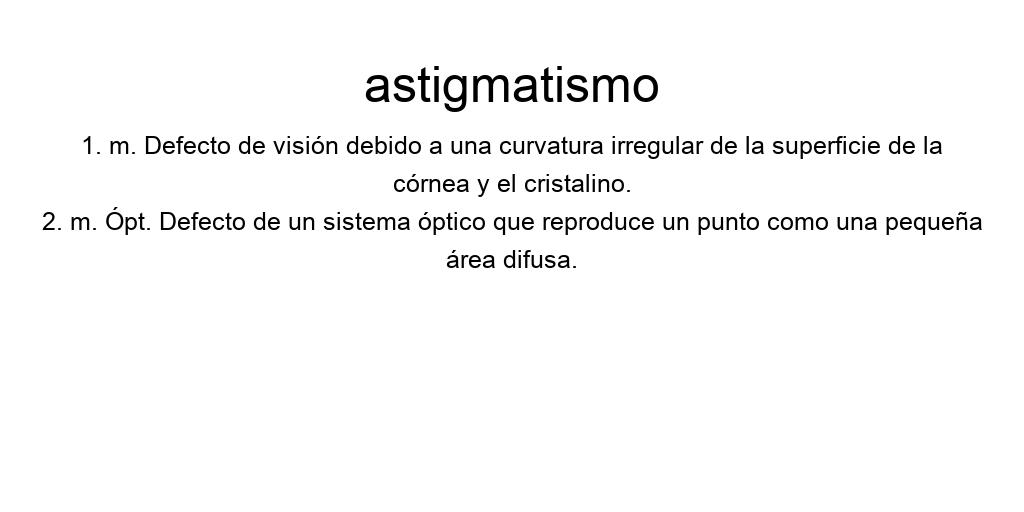 astigmatismo
1. m. Defecto de visión debido a una curvatura irregular de la superficie de la
córnea y el cristalino.
2. m. Ópt. Defecto de un sistema óptico que reproduce un punto como una pequeña
área difusa.